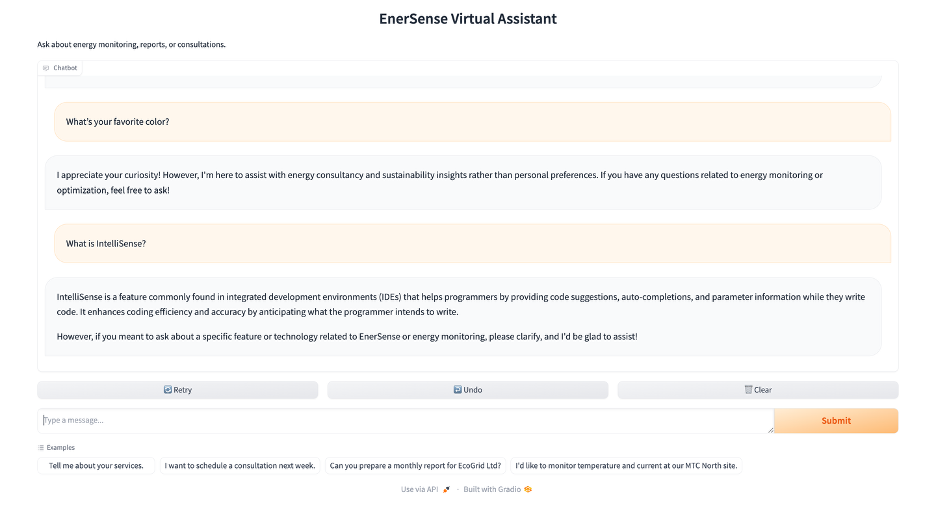 EnerSense Virtual Assistant
Ask about energy monitoring, reports, or consultations.
Chatbot
What's your favorite color?
I appreciate your curiosity! However, I'm here to assist with energy consultancy and sustainability insights rather than personal preferences. If you have any questions related to energy monitoring or
optimization, feel free to ask!
What is IntelliSense?
IntelliSense is a feature commonly found in integrated development environments (IDEs) that helps programmers by providing code suggestions, auto-completions, and parameter information while they write
code. It enhances coding efficiency and accuracy by anticipating what the programmer intends to write.
However, if you meant to ask about a specific feature or technology related to EnerSense or energy monitoring, please clarify, and I'd be glad to assist!
Retry Undo Clear
Type a message... Submit
Examples
Tell me about your services. I want to schedule a consultation next week. Can you prepare a monthly report for EcoGrid Ltd? I'd like to monitor temperature and current at our MTC North site.
Use via API · Built with Gradio